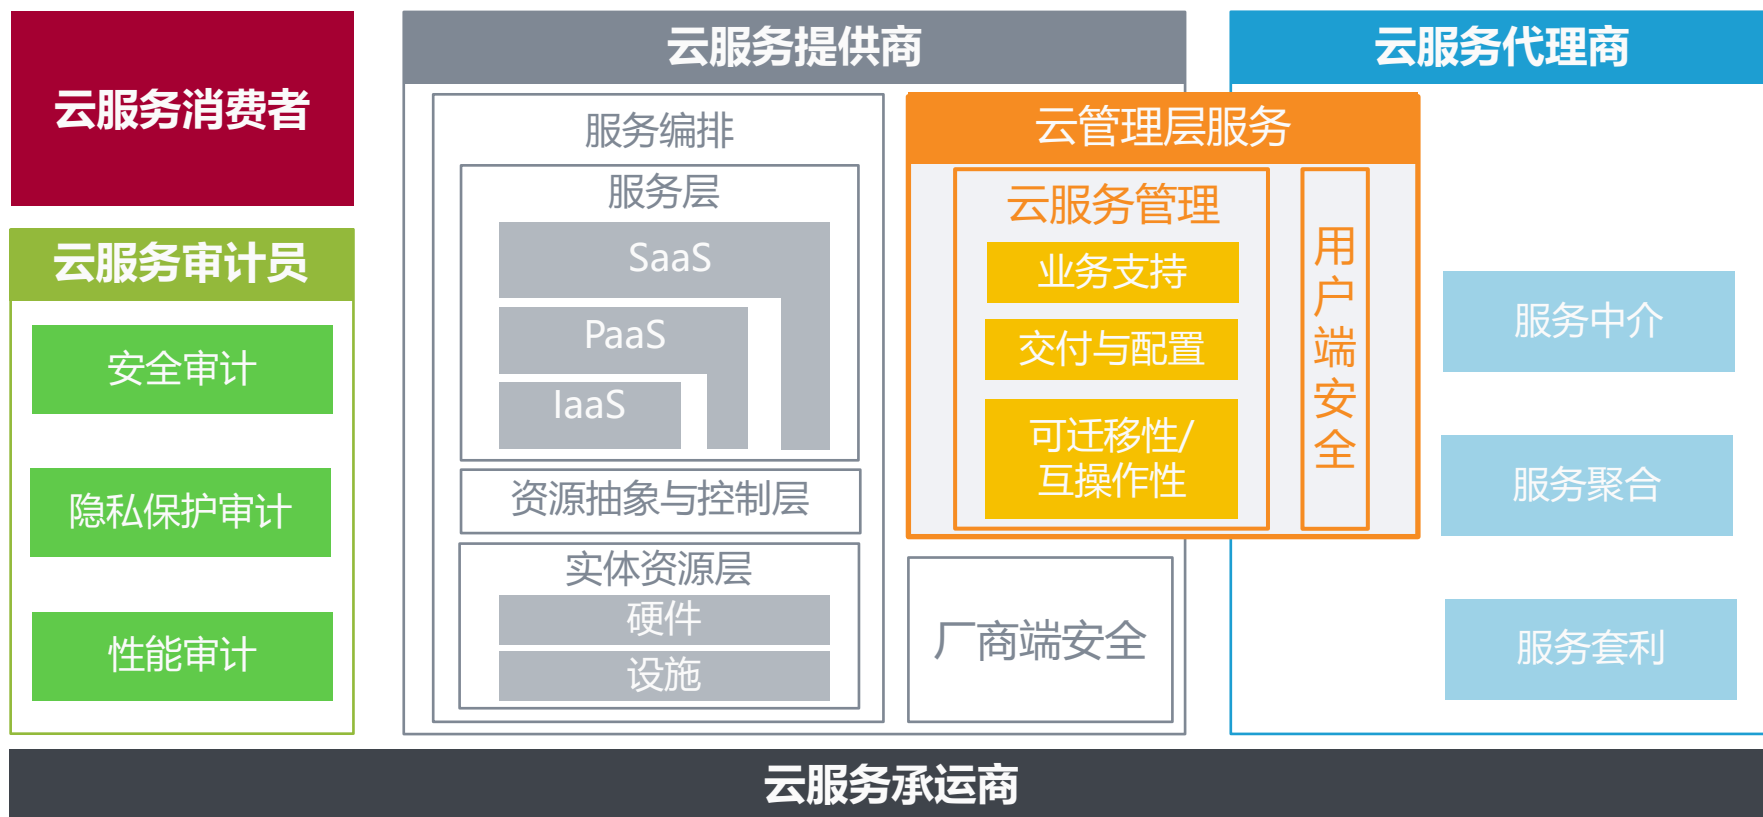 云服务消费者
云服务审计员
安全审计
隐私保护审计
性能审计
云服务提供商
服务编排
服务层
SaaS
PaaS
IaaS
资源抽象与控制层
实体资源层
硬件
设施
云管理层服务
云服务管理
业务支持
交付与配置
可迁移性/
互操作性
用
户
端
安
全
厂商端安全
云服务代理商
服务中介
服务聚合
服务套利
云服务承运商